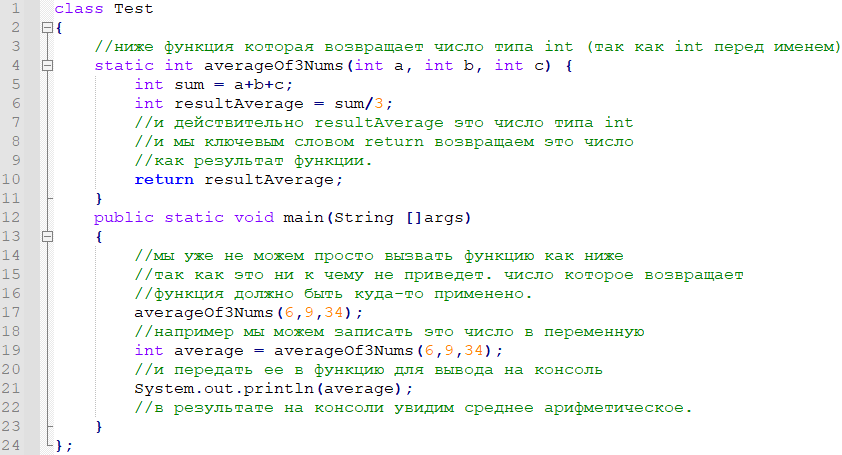 1 class Test
2 {
3 //ниже функция которая возвращает число типа int (так как int перед именем)
4 static int averageOf3Nums(int a, int b, int c) {
5 int sum = a+b+c;
6 int resultAverage = sum/3;
7 //и действительно resultAverage это число типа int
8 //и мы ключевым словом return возвращаем это число
9 //как результат функции.
10 return resultAverage;
11 }
12 public static void main(String []args)
13 {
14 //мы уже не можем просто вызвать функцию как ниже
15 //так как это ни к чему не приведет. число которое возвращает
16 //функция должно быть куда-то применено.
17 averageOf3Nums(6,9,34);
18 //например мы можем записать это число в переменную
19 int average = averageOf3Nums(6,9,34);
20 //и передать ее в функцию для вывода на консоль
21 System.out.println(average);
22 //в результате на консоли увидим среднее арифметическое.
23 }
24 };